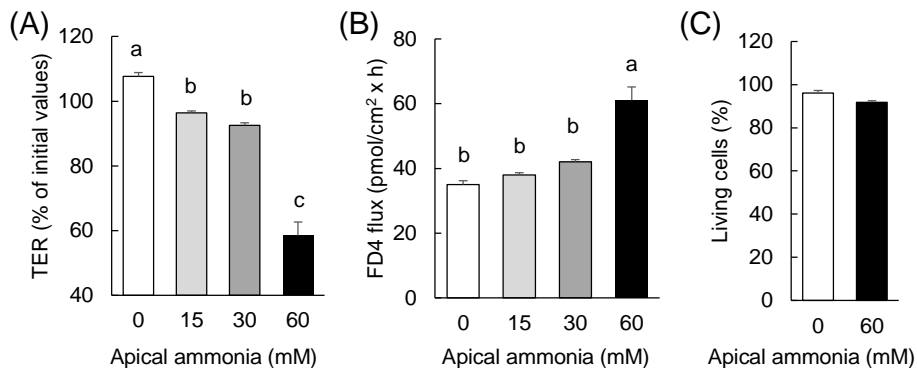 (A)
TER (% of initial values)
120
100
80
60
40
a
b
b
c
0 15 30 60
Apical ammonia (mM)
(B)
FD4 flux (pmol/cm² x h)
80
60
40
20
0
b
b
b
a
0 15 30 60
Apical ammonia (mM)
(C)
Living cells (%)
100
80
60
40
20
0
0 60
Apical ammonia (mM)